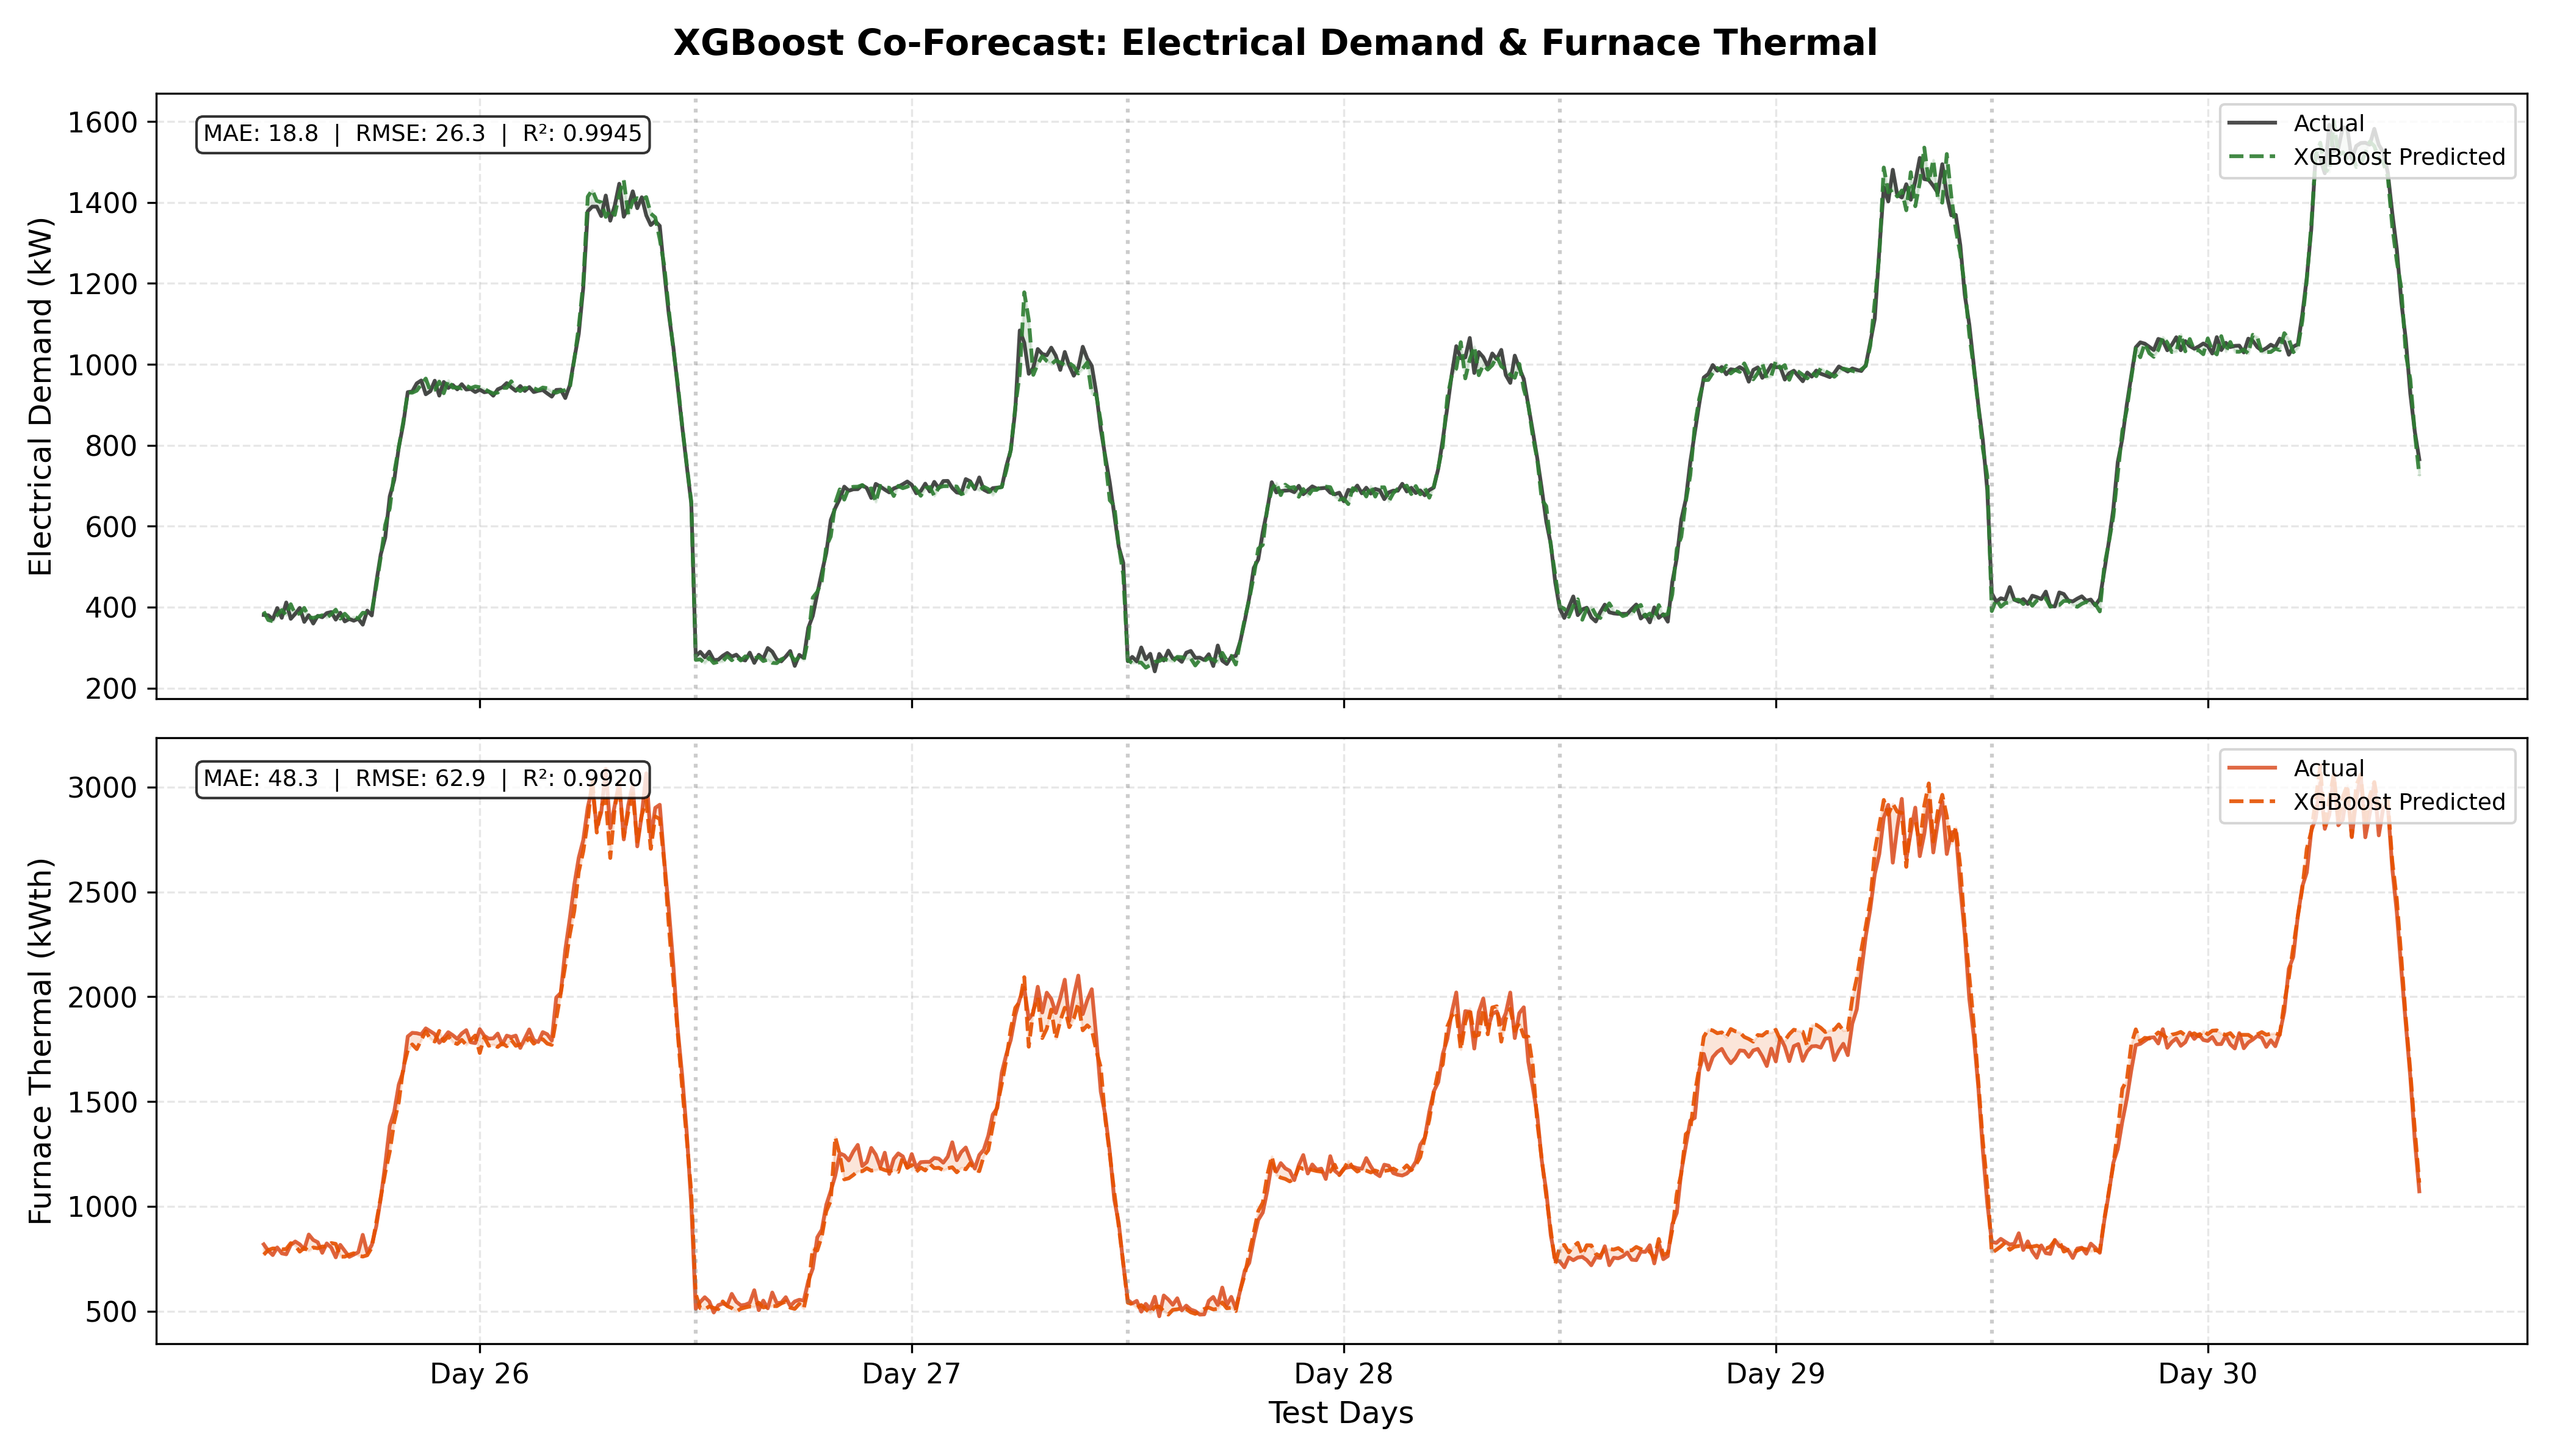 XGBoost Co-Forecast: Electrical Demand & Furnace Thermal
Electrical Demand (kW)
1600
1400
1200
1000
800
600
400
200
MAE: 18.8 | RMSE: 26.3 | R²: 0.9945
Actual
XGBoost Predicted
Furnace Thermal (kWth)
3000
2500
2000
1500
1000
500
MAE: 48.3 | RMSE: 62.9 | R²: 0.9920
Actual
XGBoost Predicted
Day 26
Day 27
Day 28
Day 29
Day 30
Test Days